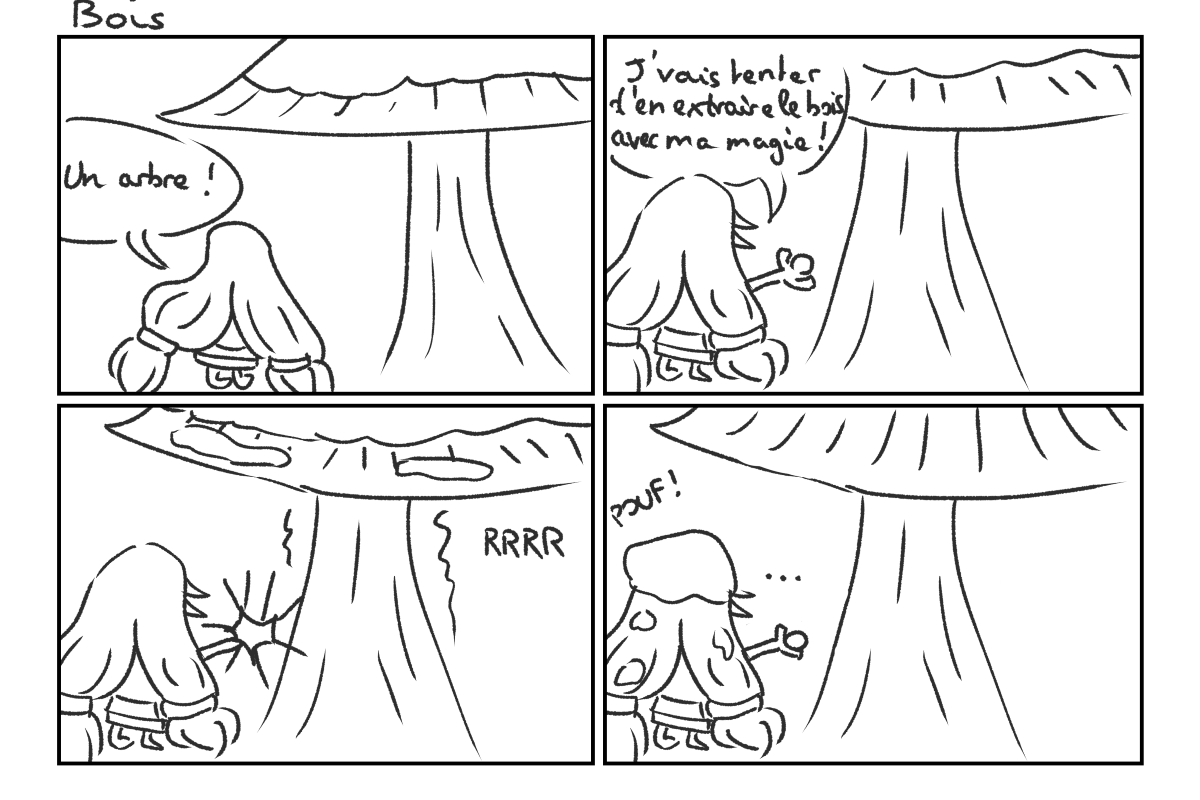 Bois
Un arbre !
J'vais tenter
d'en extraire le bois
avec ma magie !
RRRR
POUF !
...